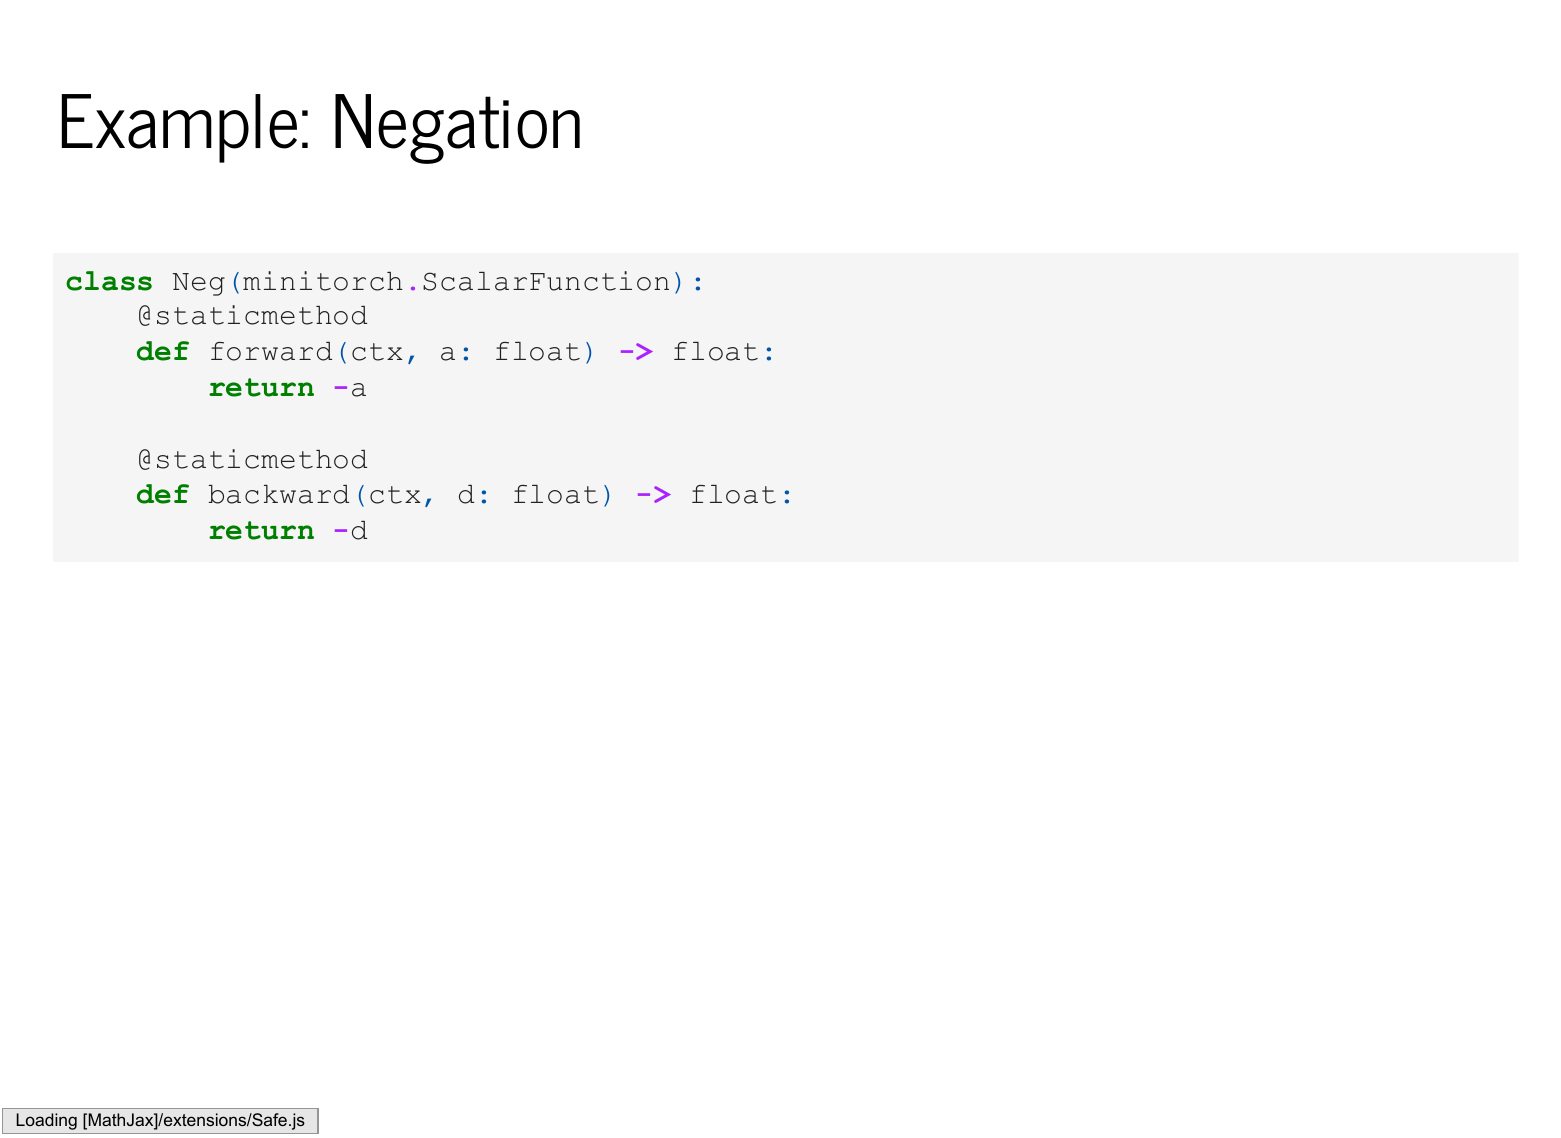 Example: Negation
class Neg(minitorch.ScalarFunction):
    @staticmethod
    def forward(ctx, a: float) -> float:
        return -a

    @staticmethod
    def backward(ctx, d: float) -> float:
        return -d
Loading [MathJax]/extensions/Safe.js